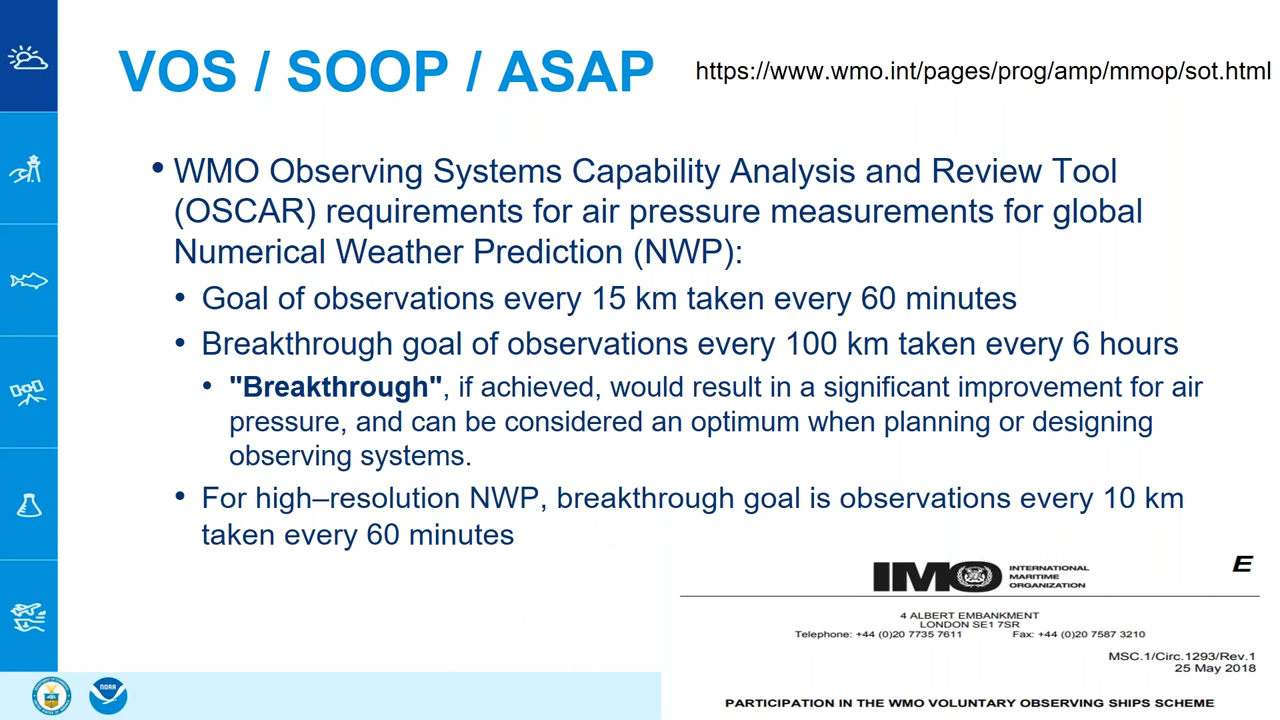 VOS / SOOP / ASAP
https://www.wmo.int/pages/prog/amp/mmop/sot.html
• WMO Observing Systems Capability Analysis and Review Tool
(OSCAR) requirements for air pressure measurements for global
Numerical Weather Prediction (NWP):
• Goal of observations every 15 km taken every 60 minutes
• Breakthrough goal of observations every 100 km taken every 6 hours
• "Breakthrough", if achieved, would result in a significant improvement for air
pressure, and can be considered an optimum when planning or designing
observing systems.
• For high–resolution NWP, breakthrough goal is observations every 10 km
taken every 60 minutes
E
IMO
INTERNATIONAL
MARITIME
ORGANIZATION
4 ALBERT EMBANKMENT
LONDON SE1 7SR
Telephone: +44 (0)20 7735 7611 Fax: +44 (0)20 7587 3210
MSC.1/Circ.1293/Rev.1
25 May 2018
PARTICIPATION IN THE WMO VOLUNTARY OBSERVING SHIPS SCHEME
NOAA